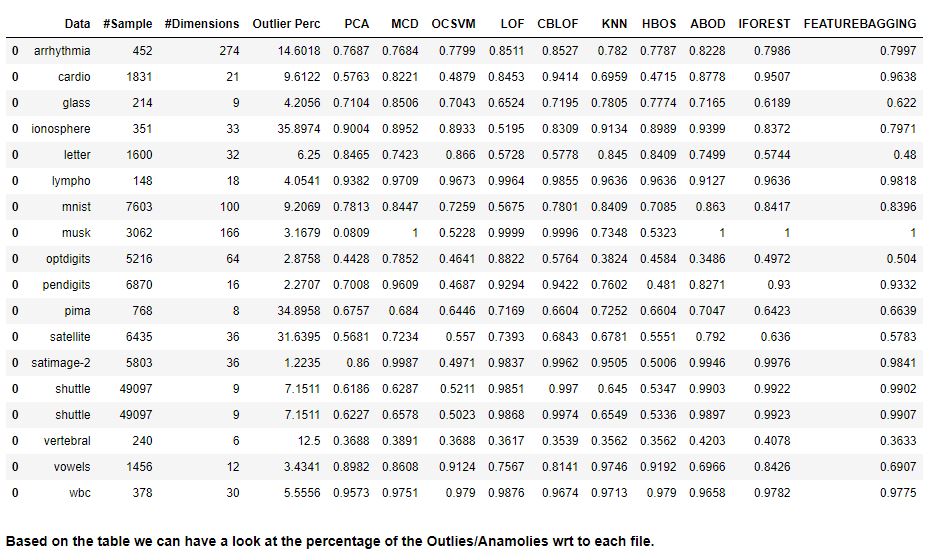 Data #Sample #Dimensions Outlier Perc PCA MCD OCSVM LOF CBLOF KNN HBOS ABOD IFOREST FEATUREBAGGING
0 arrhythmia 452 274 14.6018 0.7687 0.7684 0.7799 0.8511 0.8527 0.782 0.7787 0.8228 0.7986 0.7997
0 cardio 1831 21 9.6122 0.5763 0.8221 0.4879 0.8453 0.9414 0.6959 0.4715 0.8778 0.9507 0.9638
0 glass 214 9 4.2056 0.7104 0.8506 0.7043 0.6524 0.7195 0.7805 0.7774 0.7165 0.6189 0.622
0 ionosphere 351 33 35.8974 0.9004 0.8952 0.8933 0.5195 0.8309 0.9134 0.8989 0.9399 0.8372 0.7971
0 letter 1600 32 6.25 0.8465 0.7423 0.866 0.5728 0.5778 0.845 0.8409 0.7499 0.5744 0.48
0 lympho 148 18 4.0541 0.9382 0.9709 0.9673 0.9964 0.9855 0.9636 0.9636 0.9127 0.9636 0.9818
0 mnist 7603 100 9.2069 0.7813 0.8447 0.7259 0.5675 0.7801 0.8409 0.7085 0.863 0.8417 0.8396
0 musk 3062 166 3.1679 0.0809 1 0.5228 0.9999 0.9996 0.7348 0.5323 1 1 1
0 optdigits 5216 64 2.8758 0.4428 0.7852 0.4641 0.8822 0.5764 0.3824 0.4584 0.3486 0.4972 0.504
0 pendigits 6870 16 2.2707 0.7008 0.9609 0.4687 0.9294 0.9422 0.7602 0.481 0.8271 0.93 0.9332
0 pima 768 8 34.8958 0.6757 0.684 0.6446 0.7169 0.6604 0.7252 0.6604 0.7047 0.6423 0.6639
0 satellite 6435 36 31.6395 0.5681 0.7234 0.557 0.7393 0.6843 0.6781 0.5551 0.792 0.636 0.5783
0 satimage-2 5803 36 1.2235 0.86 0.9987 0.4971 0.9837 0.9962 0.9505 0.5006 0.9946 0.9976 0.9841
0 shuttle 49097 9 7.1511 0.6186 0.6287 0.5211 0.9851 0.997 0.645 0.5347 0.9903 0.9922 0.9902
0 shuttle 49097 9 7.1511 0.6227 0.6578 0.5023 0.9868 0.9974 0.6549 0.5336 0.9897 0.9923 0.9907
0 vertebral 240 6 12.5 0.3688 0.3891 0.3688 0.3617 0.3539 0.3562 0.3562 0.4203 0.4078 0.3633
0 vowels 1456 12 3.4341 0.8982 0.8608 0.9124 0.7567 0.8141 0.9746 0.9192 0.6966 0.8426 0.6907
0 wbc 378 30 5.5556 0.9573 0.9751 0.979 0.9876 0.9674 0.9713 0.979 0.9658 0.9782 0.9775
Based on the table we can have a look at the percentage of the Outlies/Anamolies wrt to each file.